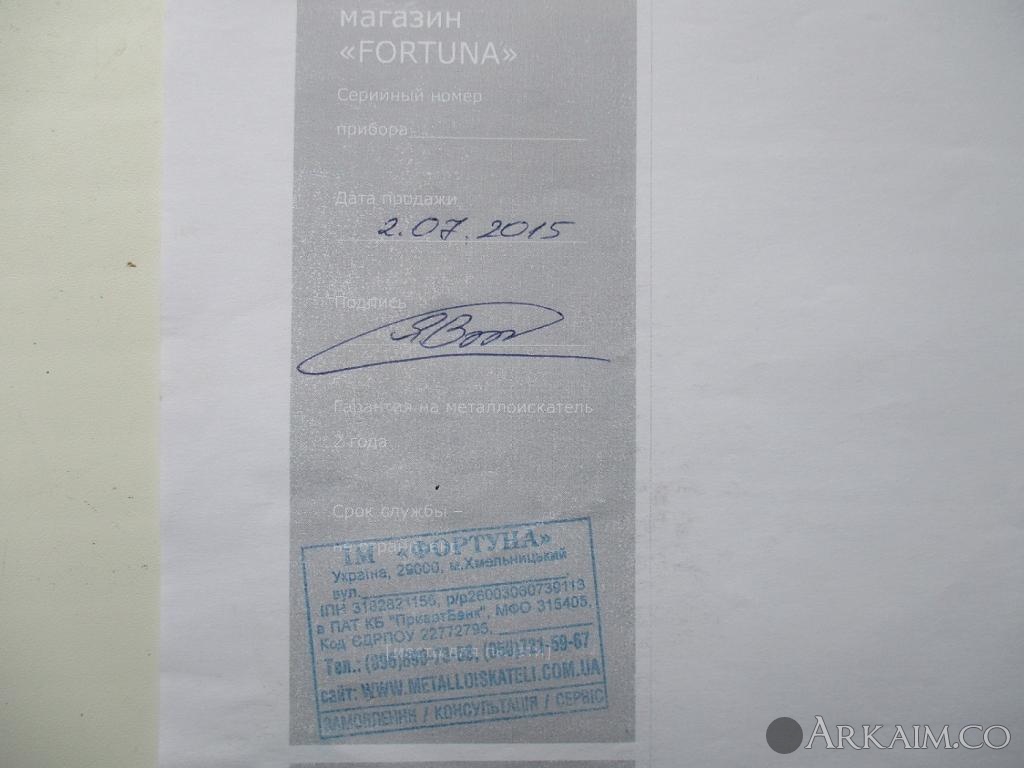 магазин
«FORTUNA»
Серийный номер
прибора
Дата продажи
2.07.2015
Подпись
Гарантия на металлоискатель
2 года
Срок службы –
ІМ «ФОРТУНА»
Україна, 29000, м.Хмельницький
вул.
ІПН 3182821156, р/р26003060739113
в ПАТ КБ "ПриватБанк", МФО 315405,
Код ЄДРПОУ 22772795,
Тел.:
сайт: WWW.METALLOISKATELI.COM.UA
ЗАМОВЛЕННЯ / КОНСУЛЬТАЦІЯ / СЕРВІС
ARKAIM.CO